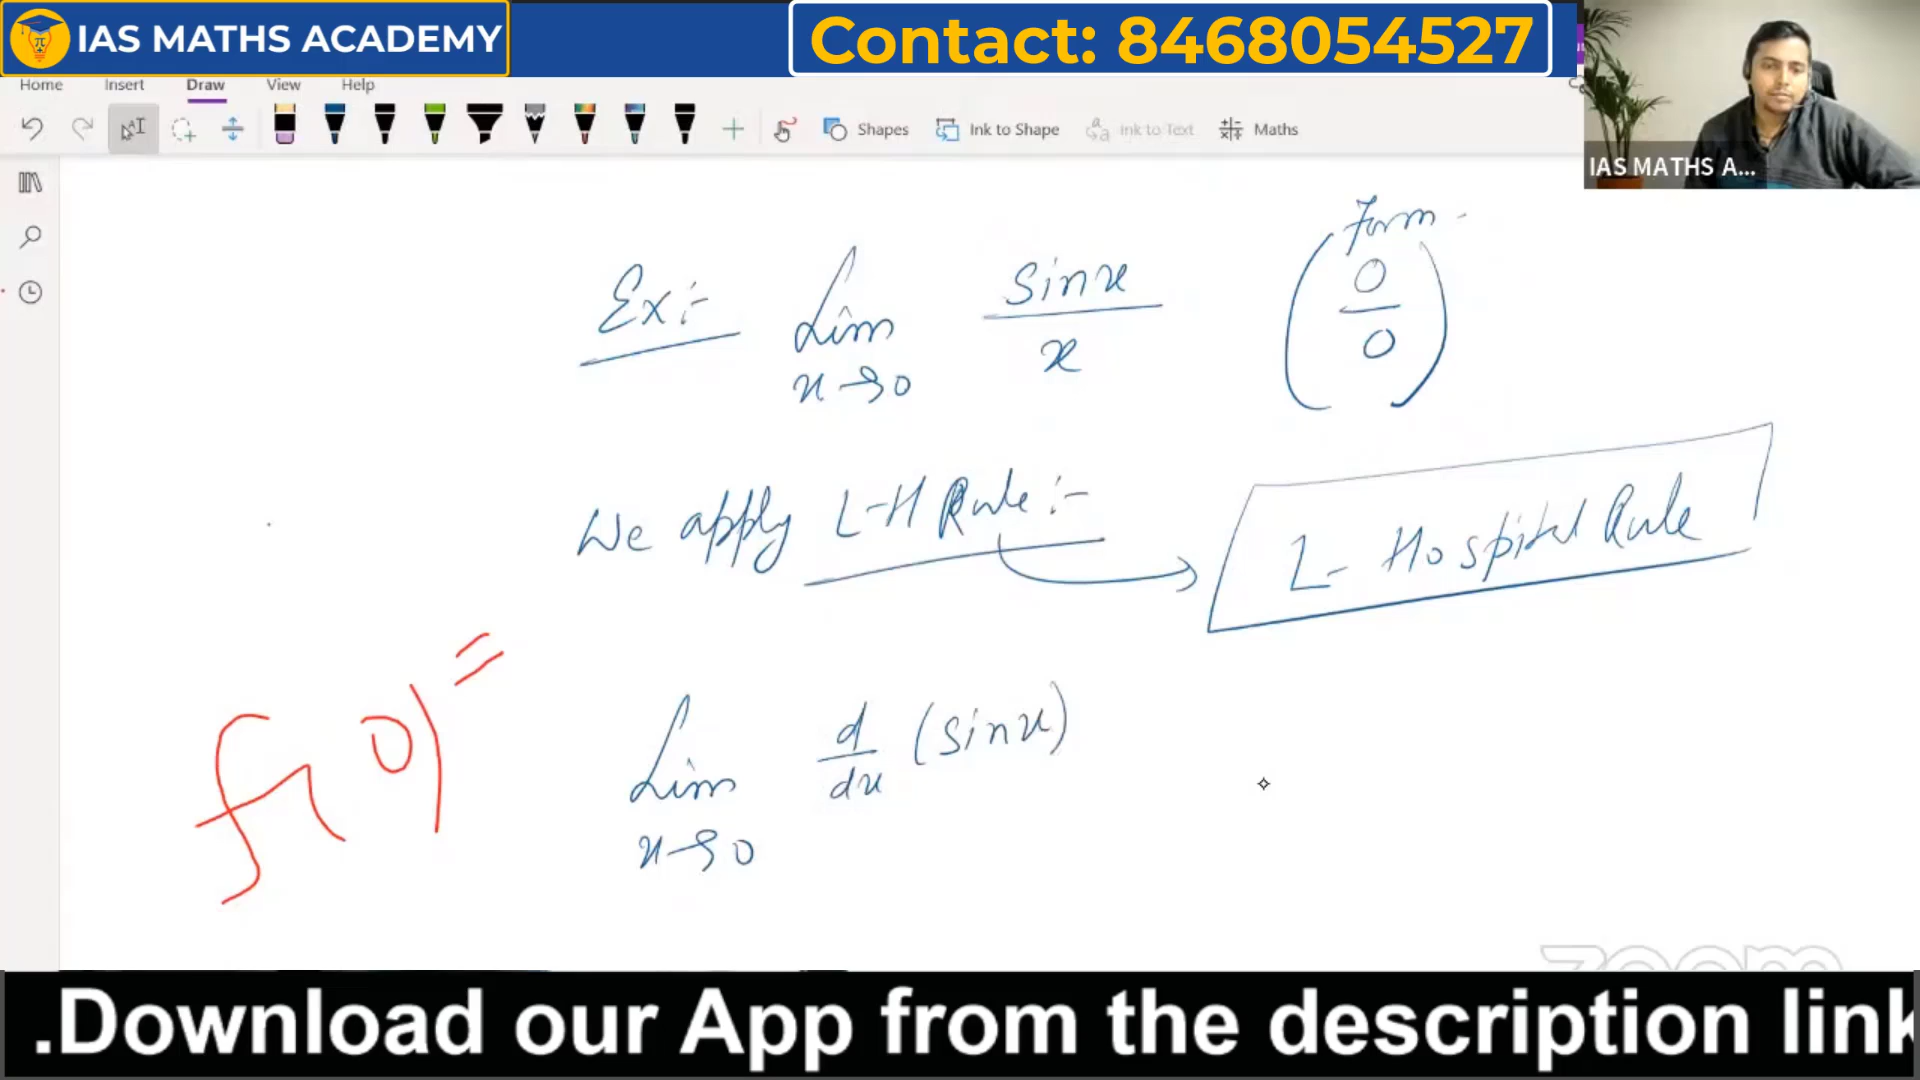 IAS MATHS ACADEMY
Contact: 8468054527
Home Insert Draw View Help
Shapes Ink to Shape Ink to Text Maths
IAS MATHS A...
Form
Ex:- Lim x→0 sinx/x (0/0)
We apply L-H Rule:-
L- Hospital Rule
f(0) =
Lim x→0 d/dx (sinx)
zoom
.Download our App from the description link